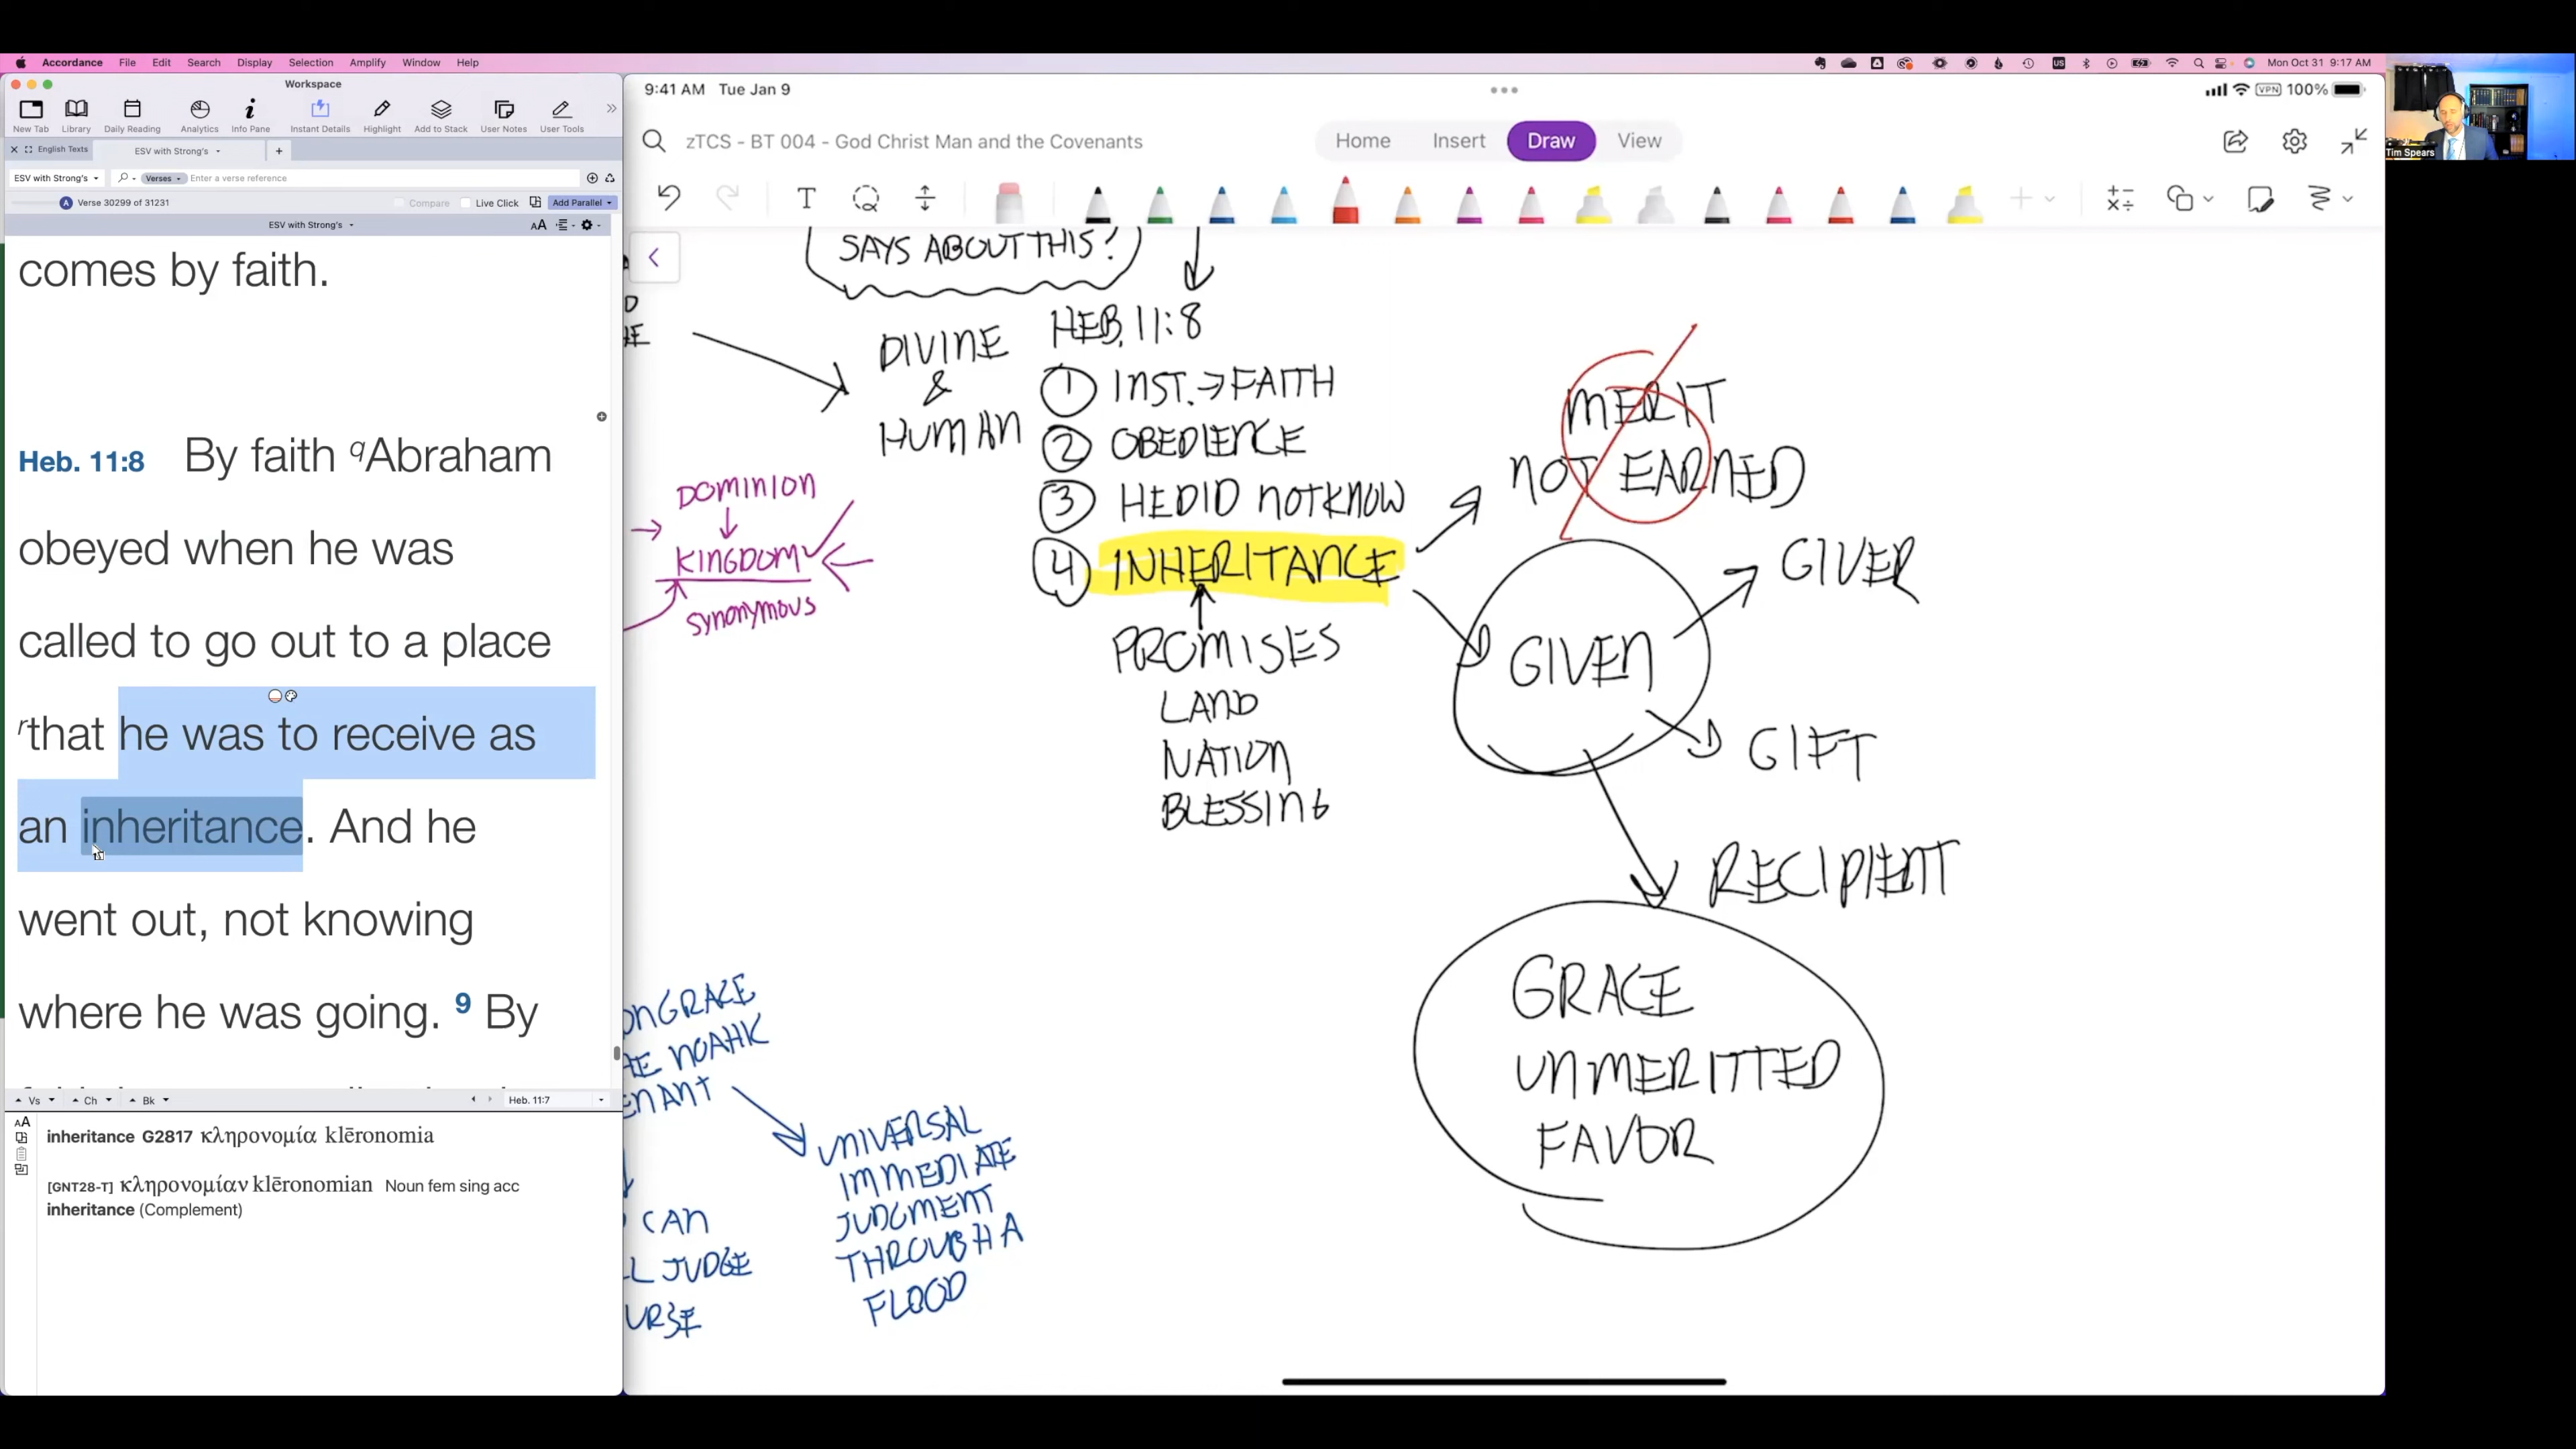 Accordance File Edit Search Display Selection Amplify Window Help
Mon Oct 31 9:17 AM
Workspace
New Tab Library Daily Reading Analytics Info Pane Instant Details Highlight Add to Stack User Notes User Tools
English Texts ESV with Strong's
ESV with Strong's Verses Enter a verse reference
Verse 30299 of 31231 Compare Live Click Add Parallel
ESV with Strong's
comes by faith.
Heb. 11:8 By faith qAbraham
obeyed when he was
called to go out to a place
rthat he was to receive as
an inheritance. And he
went out, not knowing
where he was going. 9 By
Vs Ch Bk Heb. 11:7
inheritance G2817 κληρονομία klēronomia
[GNT28-T] κληρονομίαν klēronomian Noun fem sing acc
inheritance (Complement)
9:41 AM Tue Jan 9
VPN 100%
zTCS - BT 004 - God Christ Man and the Covenants
Home Insert Draw View
SAYS ABOUT THIS?
DIVINE
&
HUMAN
HEB. 11:8
1 INST. → FAITH
2 OBEDIENCE
3 HE DID NOT KNOW
4 INHERITANCE
PROMISES
LAND
NATION
BLESSING
MERIT
NOT EARNED
GIVEN
GIVER
GIFT
RECIPIENT
GRACE
UNMERITTED
FAVOR
DOMINION
KINGDOM
SYNONYMOUS
GRACE
NOAHK
UNIVERSAL
IMMEDIATE
JUDGMENT
THROUGH A
FLOOD
CAN
JUDGE
Tim Spears